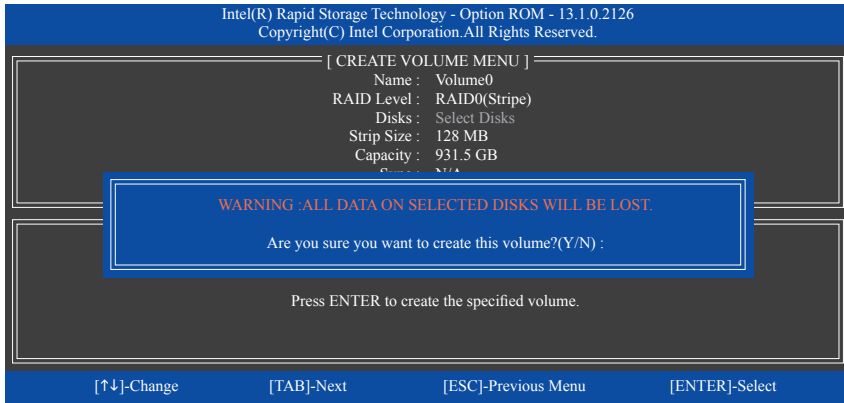 Intel(R) Rapid Storage Technology - Option ROM - 13.1.0.2126
Copyright(C) Intel Corporation.All Rights Reserved.
[ CREATE VOLUME MENU ]
Name : Volume0
RAID Level : RAID0(Stripe)
Disks : Select Disks
Strip Size : 128 MB
Capacity : 931.5 GB
Sync : N/A
WARNING :ALL DATA ON SELECTED DISKS WILL BE LOST.
Are you sure you want to create this volume?(Y/N) :
Press ENTER to create the specified volume.
[↑↓]-Change [TAB]-Next [ESC]-Previous Menu [ENTER]-Select